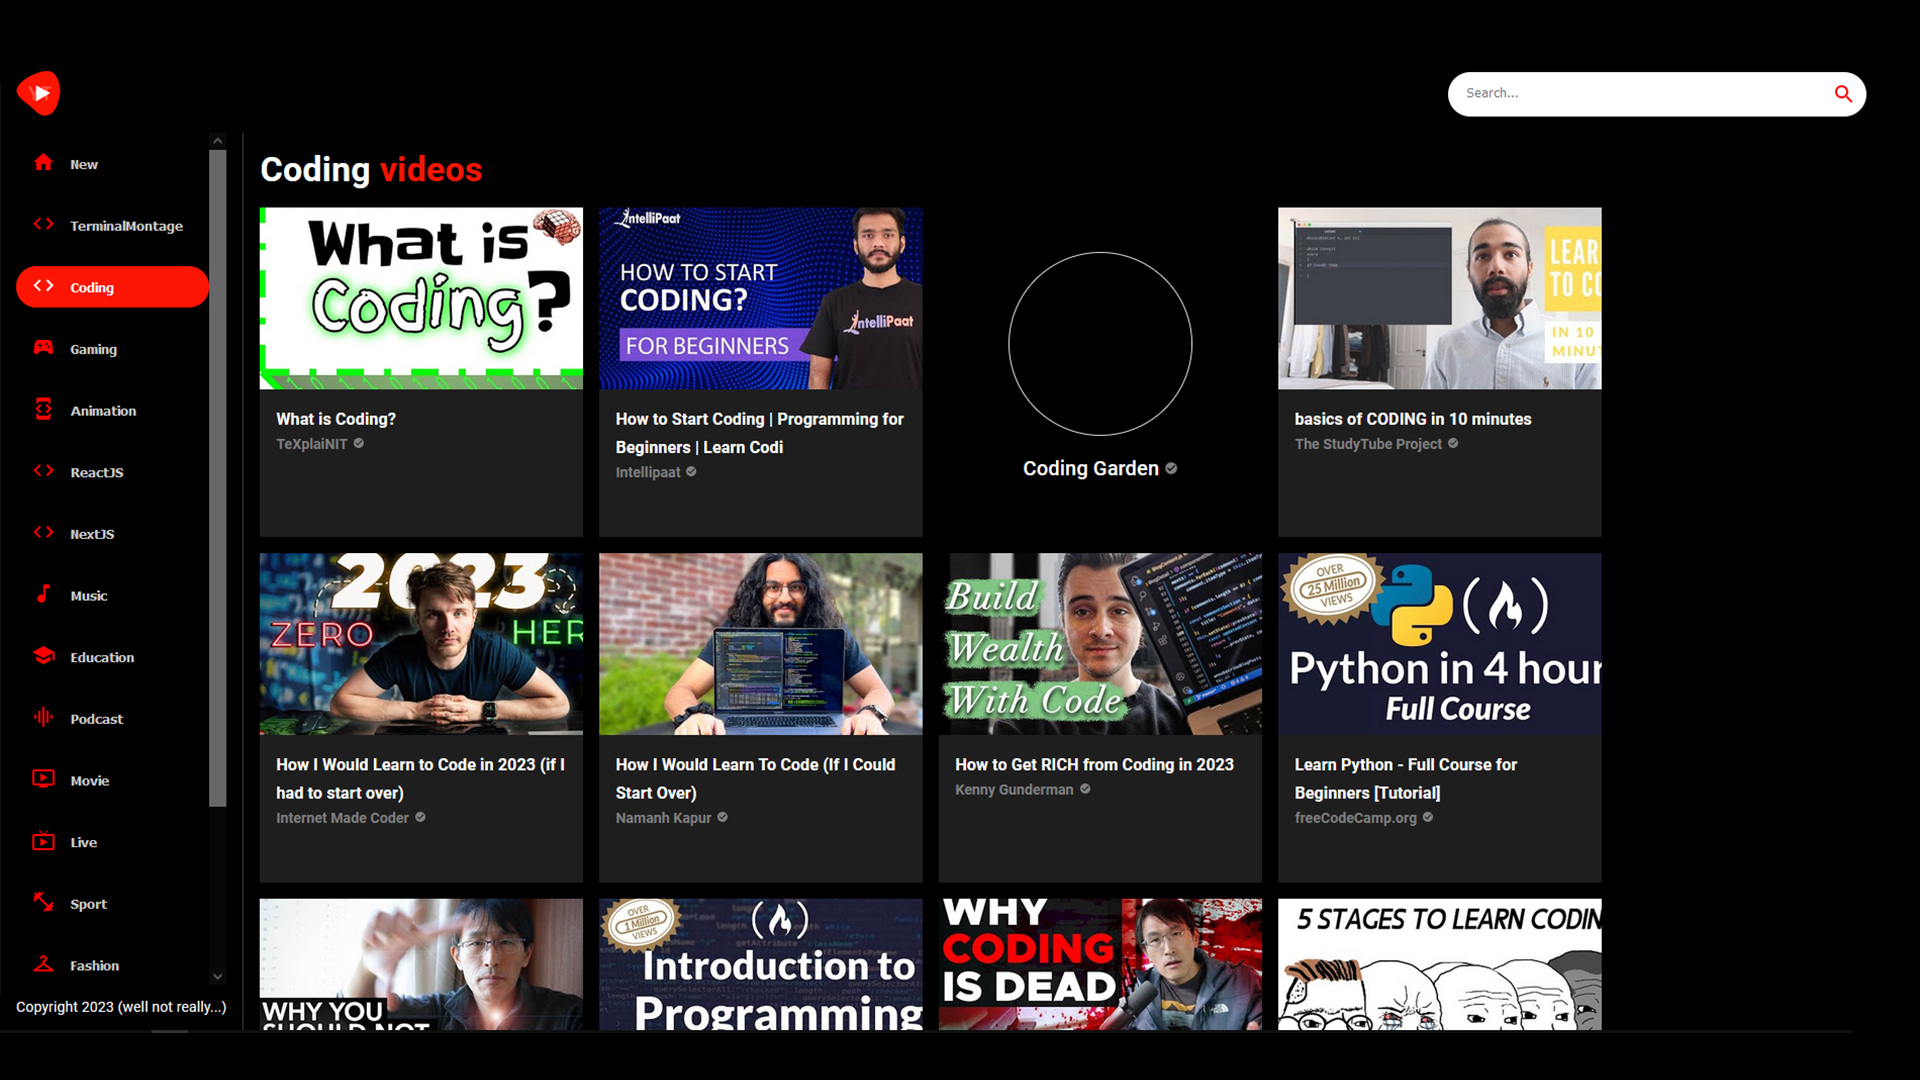 YT
Search...
New
TerminalMontage
Coding
Gaming
Animation
ReactJS
NextJS
Music
Education
Podcast
Movie
Live
Sport
Fashion
Copyright 2023 (well not really...)
Coding videos
What is
Coding?
What is Coding?
TeXplaiNIT
IntelliPaat
HOW TO START
CODING?
FOR BEGINNERS
IntelliPaat
How to Start Coding | Programming for
Beginners | Learn Codi
Intellipaat
Coding Garden
LEAR
TO CO
IN 10
MINU
basics of CODING in 10 minutes
The StudyTube Project
2023
ZERO
HER
How I Would Learn to Code in 2023 (if I
had to start over)
Internet Made Coder
How I Would Learn To Code (If I Could
Start Over)
Namanh Kapur
Build
Wealth
With Code
How to Get RICH from Coding in 2023
Kenny Gunderman
OVER
25 Million
VIEWS
Python in 4 hour
Full Course
Learn Python - Full Course for
Beginners [Tutorial]
freeCodeCamp.org
WHY YOU
SHOULD NOT
OVER
1 Million
VIEWS
Introduction to
Programming
WHY
CODING
IS DEAD
5 STAGES TO LEARN CODIN